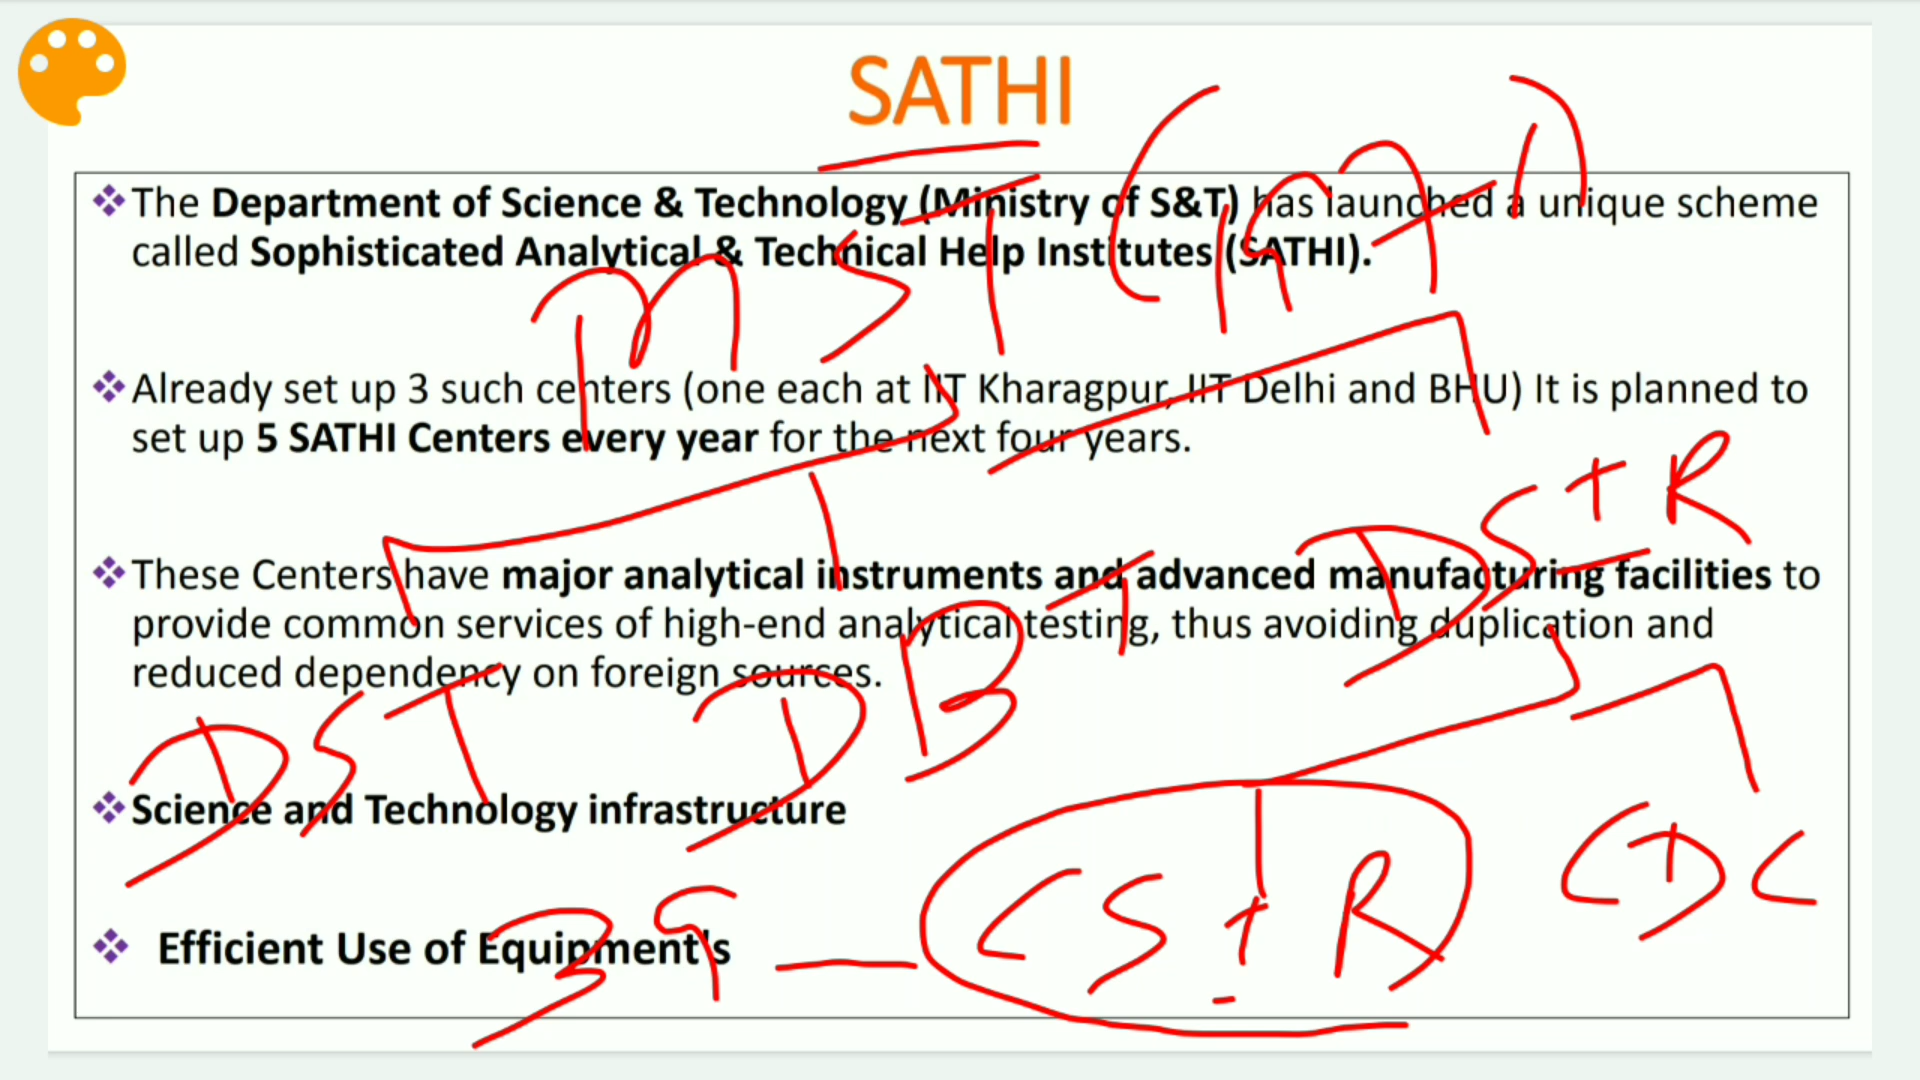 SATHI
The Department of Science & Technology (Ministry of S&T) has launched a unique scheme
called Sophisticated Analytical & Technical Help Institutes (SATHI).
MST
Already set up 3 such centers (one each at IIT Kharagpur, IIT Delhi and BHU) It is planned to
set up 5 SATHI Centers every year for the next four years.
These Centers have major analytical instruments and advanced manufacturing facilities to
provide common services of high-end analytical testing, thus avoiding duplication and
reduced dependency on foreign sources.
DST DBT DSIR
Science and Technology infrastructure
Efficient Use of Equipment's
CSIR CDC